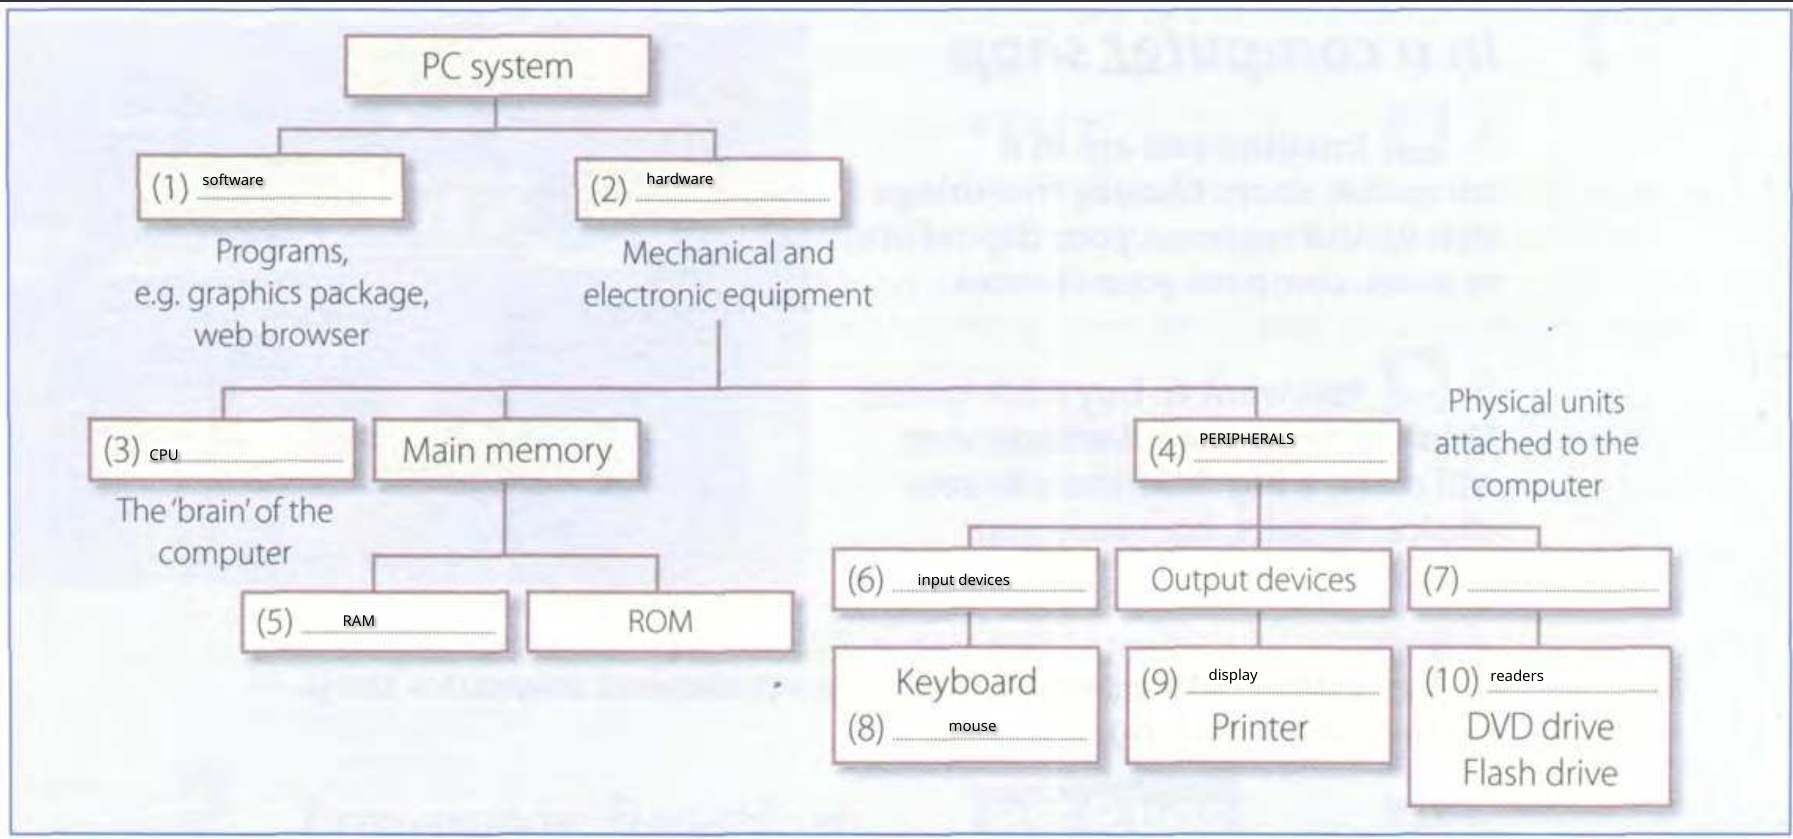 PC system
(1) software
(2) hardware
Programs,
e.g. graphics package,
web browser
Mechanical and
electronic equipment
(3) CPU
Main memory
(4) PERIPHERALS
Physical units
attached to the
computer
The 'brain' of the
computer
(5) RAM
ROM
(6) input devices
Output devices
(7)
Keyboard
(8) mouse
(9) display
Printer
(10) readers
DVD drive
Flash drive